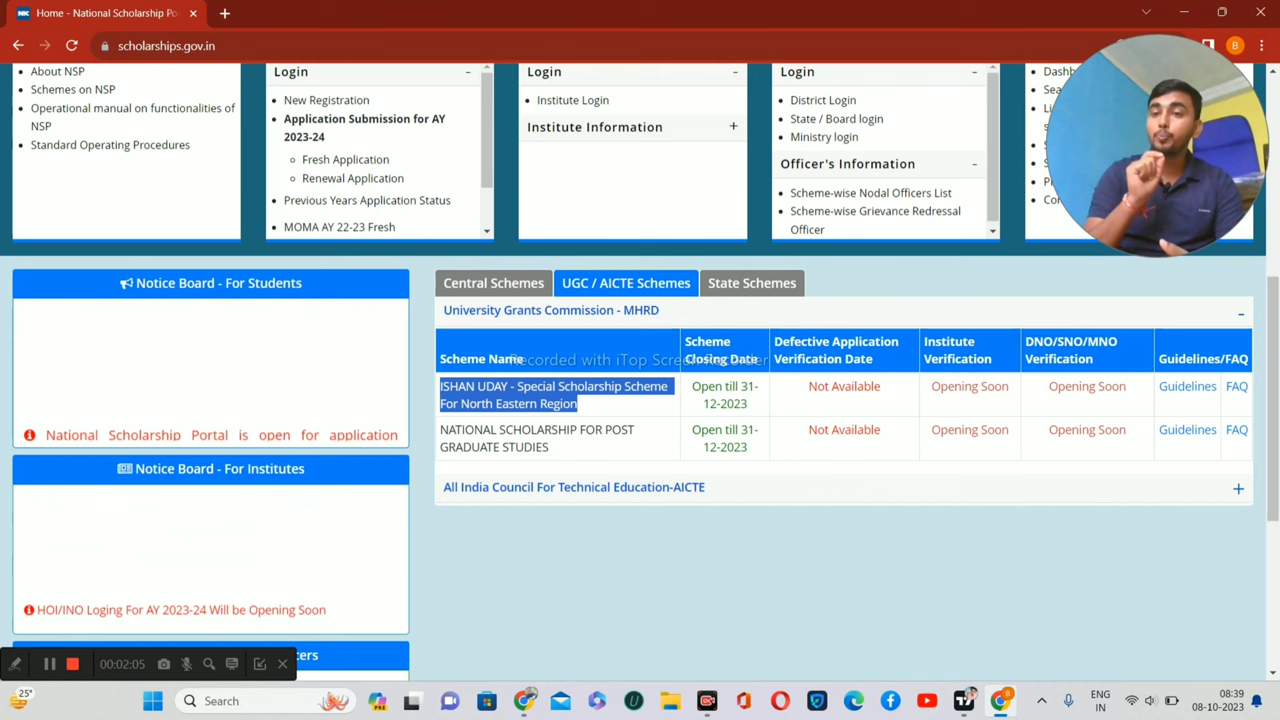 Home - National Scholarship Po
scholarships.gov.in
B
About NSP
Schemes on NSP
Operational manual on functionalities of
NSP
Standard Operating Procedures
Login
New Registration
Application Submission for AY
2023-24
Fresh Application
Renewal Application
Previous Years Application Status
MOMA AY 22-23 Fresh
Login
Institute Login
Institute Information
Login
District Login
State / Board login
Ministry login
Officer's Information
Scheme-wise Nodal Officers List
Scheme-wise Grievance Redressal
Officer
Notice Board - For Students
National Scholarship Portal is open for application
Notice Board - For Institutes
HOI/INO Loging For AY 2023-24 Will be Opening Soon
Central Schemes
UGC / AICTE Schemes
State Schemes
University Grants Commission - MHRD
Scheme Name
Scheme
Closing Date
Defective Application
Verification Date
Institute
Verification
DNO/SNO/MNO
Verification
Guidelines/FAQ
Recorded with iTop Screen Recorder
ISHAN UDAY - Special Scholarship Scheme
For North Eastern Region
Open till 31-
12-2023
Not Available
Opening Soon
Opening Soon
Guidelines
FAQ
NATIONAL SCHOLARSHIP FOR POST
GRADUATE STUDIES
Open till 31-
12-2023
Not Available
Opening Soon
Opening Soon
Guidelines
FAQ
All India Council For Technical Education-AICTE
00:02:05
25°
Search
ENG
IN
08:39
08-10-2023